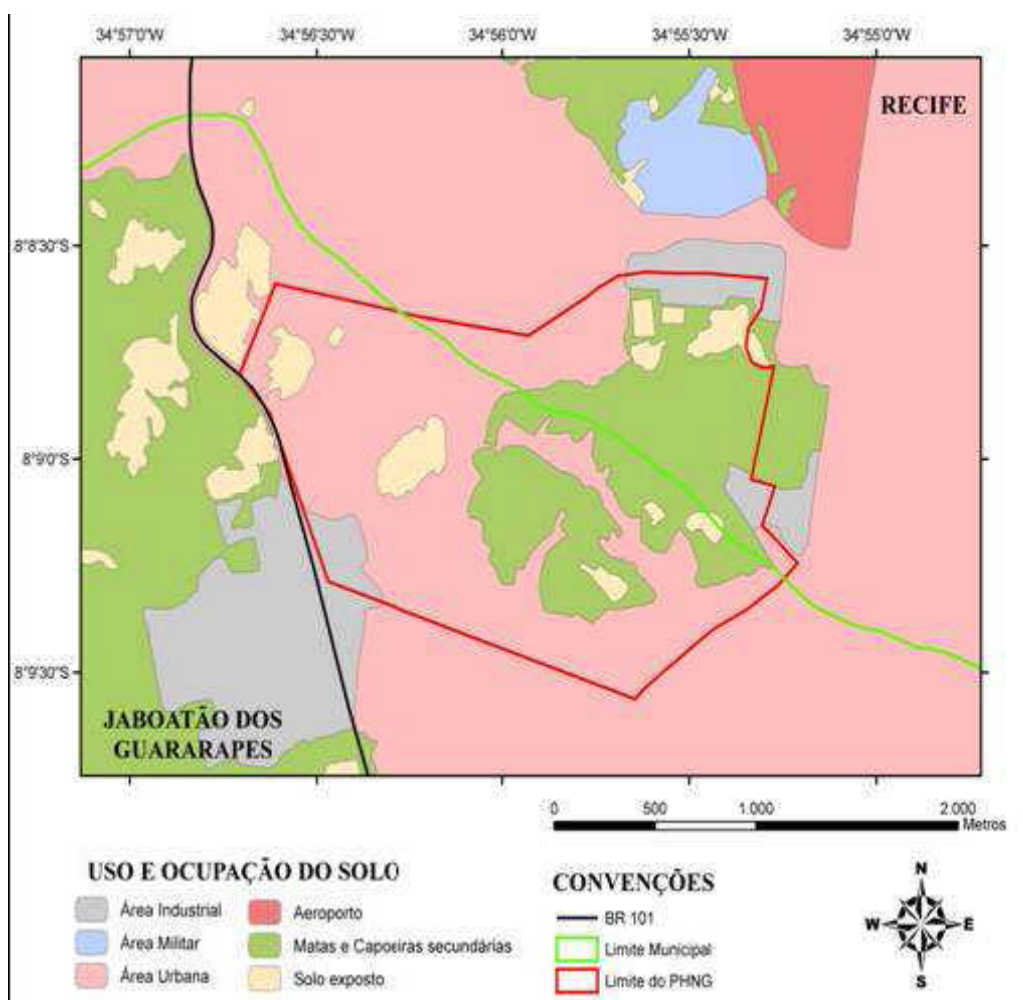 34°57'0"W 34°56'30"W 34°56'0"W 34°55'30"W 34°55'0"W
RECIFE
8°8'30"S
8°9'0"S
8°9'30"S
JABOATÃO DOS
GUARARAPES
0 500 1.000 2.000
Metros
USO E OCUPAÇÃO DO SOLO
Área Industrial
Área Militar
Área Urbana
Aeroporto
Matas e Capoeiras secundárias
Solo exposto
CONVENÇÕES
BR 101
Limite Municipal
Limite do PHNG
N
W E
S